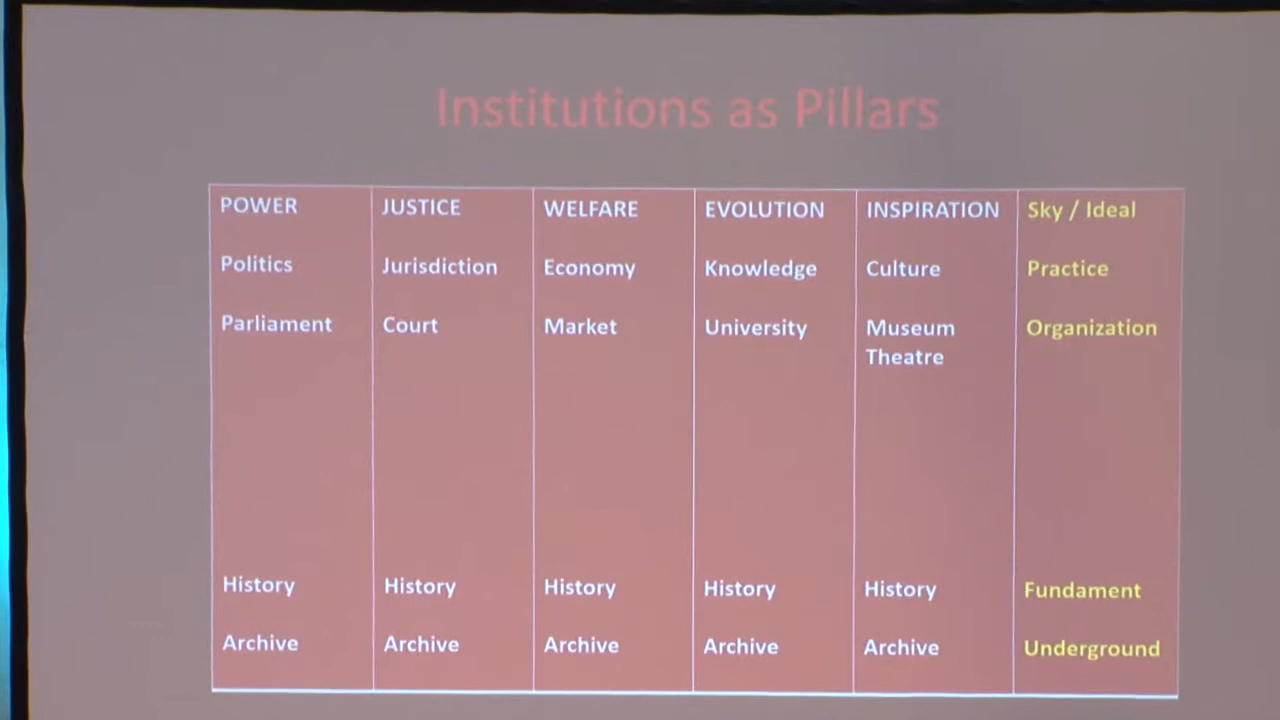 Institutions as Pillars
POWER JUSTICE WELFARE EVOLUTION INSPIRATION Sky / Ideal
Politics Jurisdiction Economy Knowledge Culture Practice
Parliament Court Market University Museum Organization
Theatre
History History History History History Fundament
Archive Archive Archive Archive Archive Underground